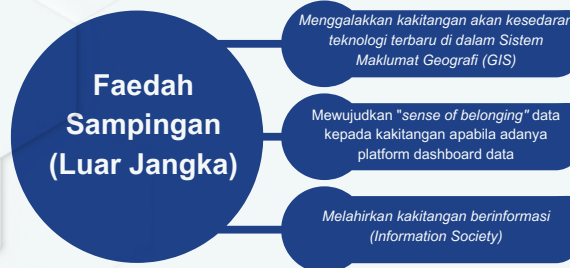 Faedah
Sampingan
(Luar Jangka)
Menggalakkan kakitangan akan kesedaran
teknologi terbaru di dalam Sistem
Maklumat Geografi (GIS)
Mewujudkan "sense of belonging" data
kepada kakitangan apabila adanya
platform dashboard data
Melahirkan kakitangan berinformasi
(Information Society)